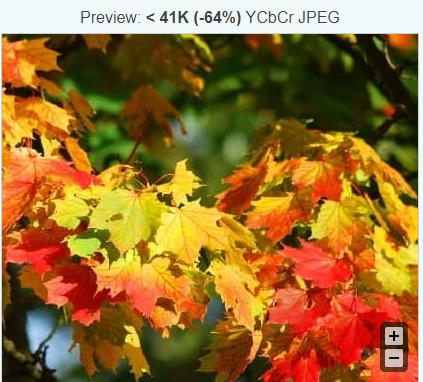 Preview: < 41K (-64%) YCbCr JPEG
+
−